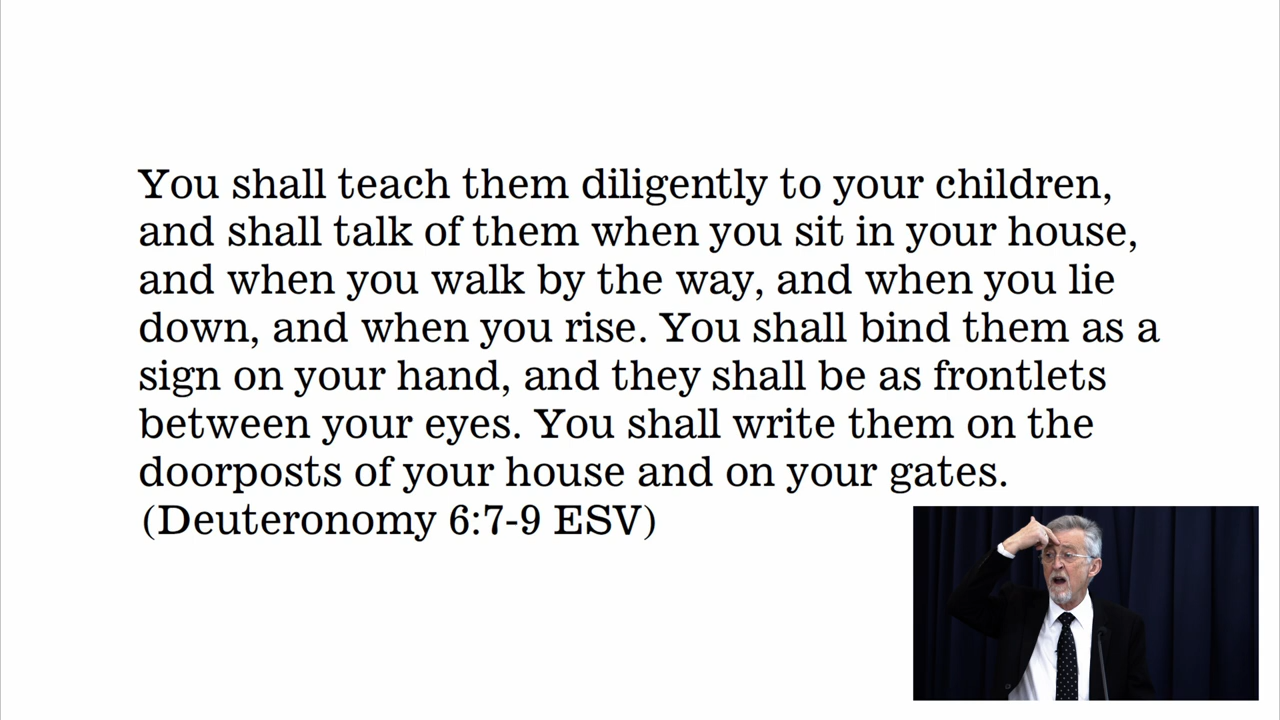 You shall teach them diligently to your children,
and shall talk of them when you sit in your house,
and when you walk by the way, and when you lie
down, and when you rise. You shall bind them as a
sign on your hand, and they shall be as frontlets
between your eyes. You shall write them on the
doorposts of your house and on your gates.
(Deuteronomy 6:7-9 ESV)